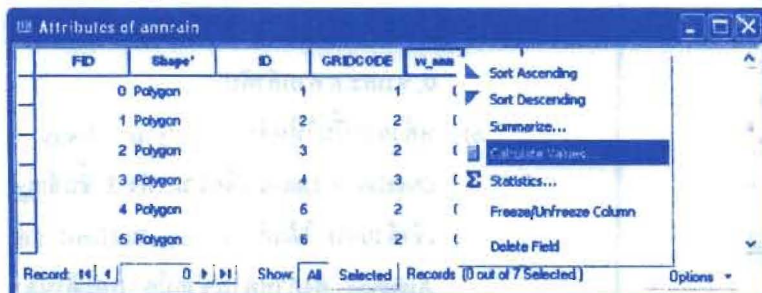 Attributes of annrain
FID Shape* ID GRIDCODE w_ann
0 Polygon 1 1 (
1 Polygon 2 2 (
2 Polygon 3 2 (
3 Polygon 4 3 (
4 Polygon 5 2 (
5 Polygon 6 2 (
Sort Ascending
Sort Descending
Summarize...
Calculate Values...
Σ Statistics...
Freeze/Unfreeze Column
Delete Field
Record: 0 Show: All Selected Records (0 out of 7 Selected) Options